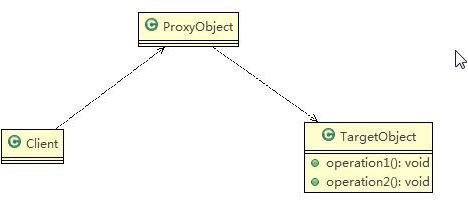 ProxyObject
Client
TargetObject
operation1(): void
operation2(): void